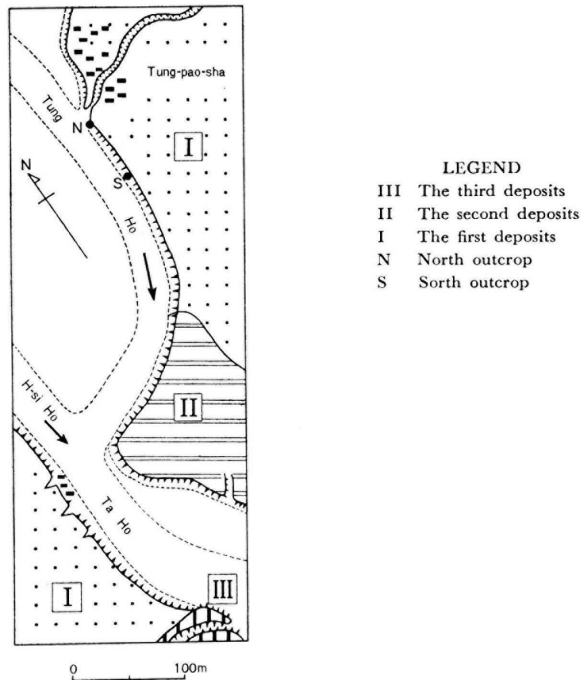 Tung-pao-sha
Tung
N
I
S
N
Ho
II
H-si Ho
Ta Ho
I
III
0 100m
LEGEND
III The third deposits
II The second deposits
I The first deposits
N North outcrop
S Sorth outcrop